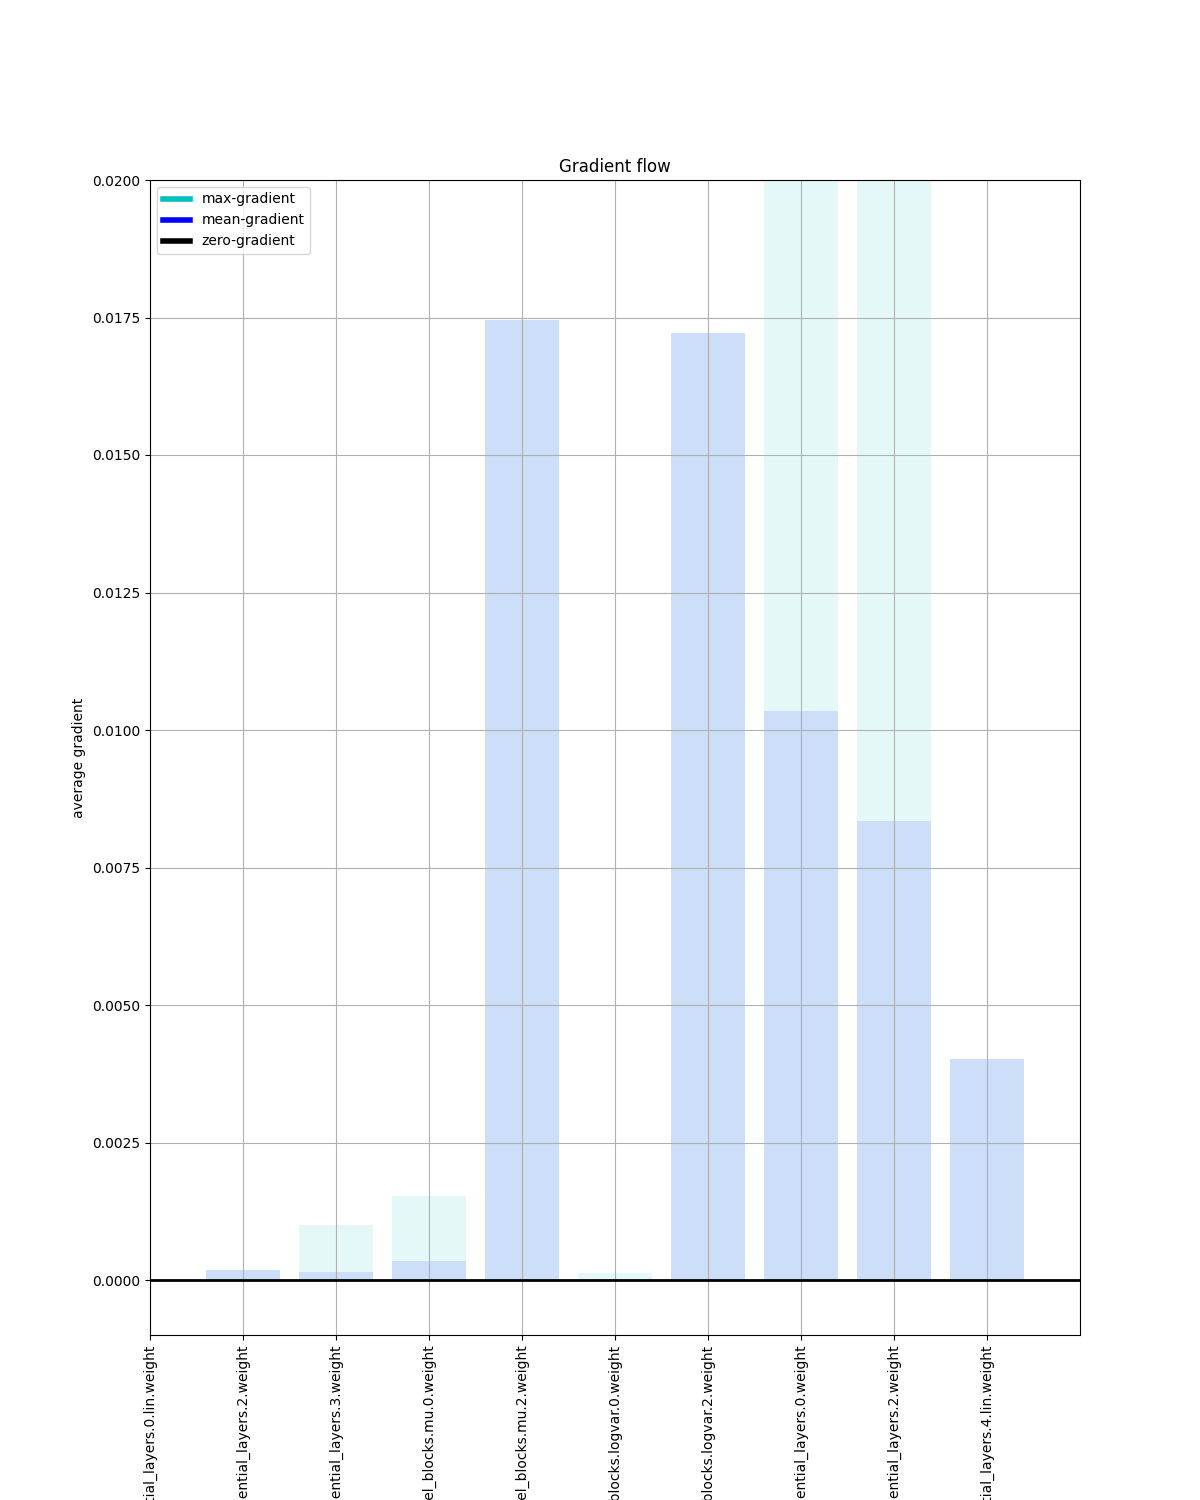 Gradient flow
max-gradient
mean-gradient
zero-gradient
0.0200
0.0175
0.0150
0.0125
0.0100
0.0075
0.0050
0.0025
0.0000
average gradient
tial_layers.0.lin.weight
ential_layers.2.weight
ential_layers.3.weight
el_blocks.mu.0.weight
el_blocks.mu.2.weight
blocks.logvar.0.weight
blocks.logvar.2.weight
ential_layers.0.weight
ential_layers.2.weight
tial_layers.4.lin.weight